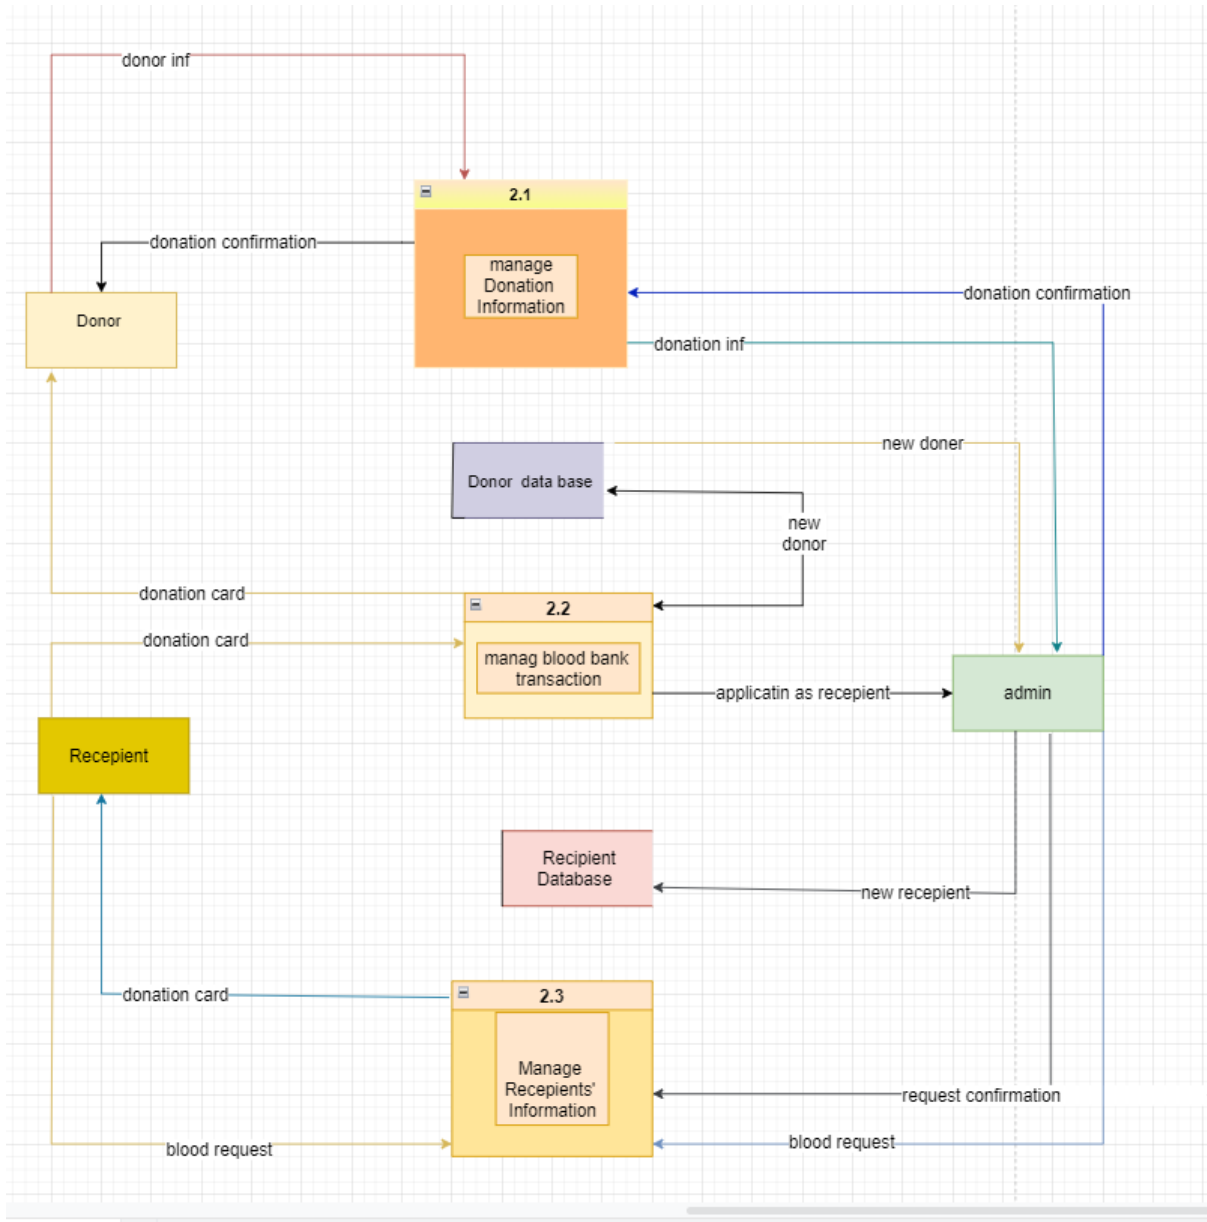 donor inf
2.1
donation confirmation
manage
Donation
Information
donation confirmation
Donor
donation inf
new doner
Donor  data base
new
donor
donation card
2.2
donation card
manag blood bank
transaction
applicatin as recepient
admin
Recepient
Recipient
Database
new recepient
donation card
2.3
Manage
Recepients'
Information
request confirmation
blood request
blood request